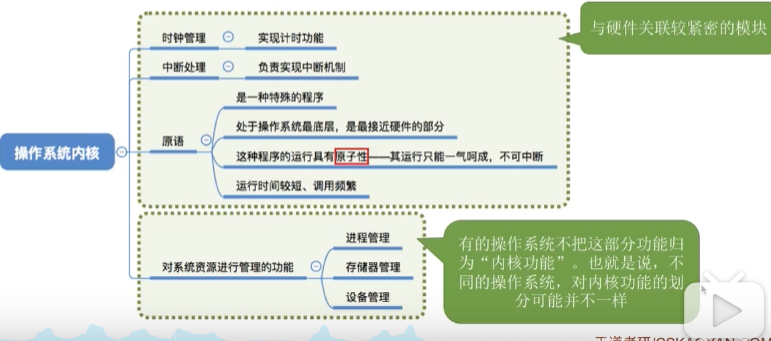 与硬件关联较紧密的模块
时钟管理
实现计时功能
中断处理
负责实现中断机制
是一种特殊的程序
处于操作系统最底层，是最接近硬件的部分
原语
这种程序的运行具有原子性——其运行只能一气呵成，不可中断
运行时间较短、调用频繁
操作系统内核
对系统资源进行管理的功能
进程管理
存储器管理
设备管理
有的操作系统不把这部分功能归
为“内核功能”。也就是说，不
同的操作系统，对内核功能的划
分可能并不一样